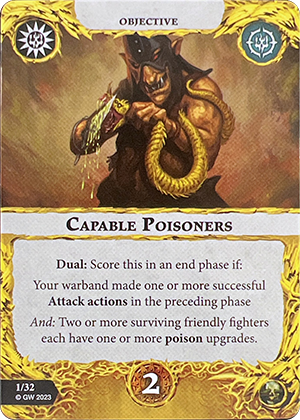 OBJECTIVE
CAPABLE POISONERS
Dual: Score this in an end phase if:
Your warband made one or more successful
Attack actions in the preceding phase
And: Two or more surviving friendly fighters
each have one or more poison upgrades.
1/32
© GW 2023
2